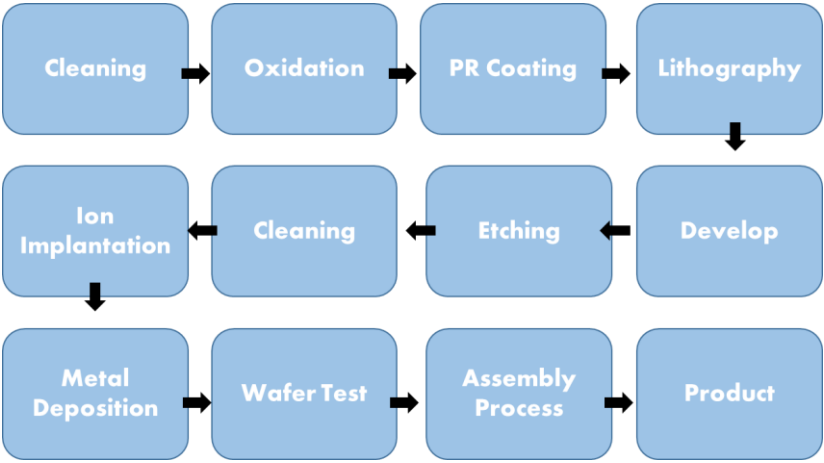 Cleaning
Oxidation
PR Coating
Lithography
Ion
Implantation
Cleaning
Etching
Develop
Metal
Deposition
Wafer Test
Assembly
Process
Product